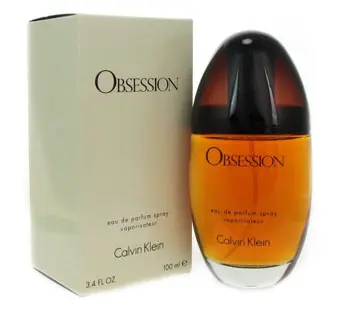 OBSESSION
eau de parfum spray
vaporisateur
Calvin Klein
3.4 FL OZ 100 ml e
OBSESSION
eau de parfum spray
vaporisateur
Calvin Klein